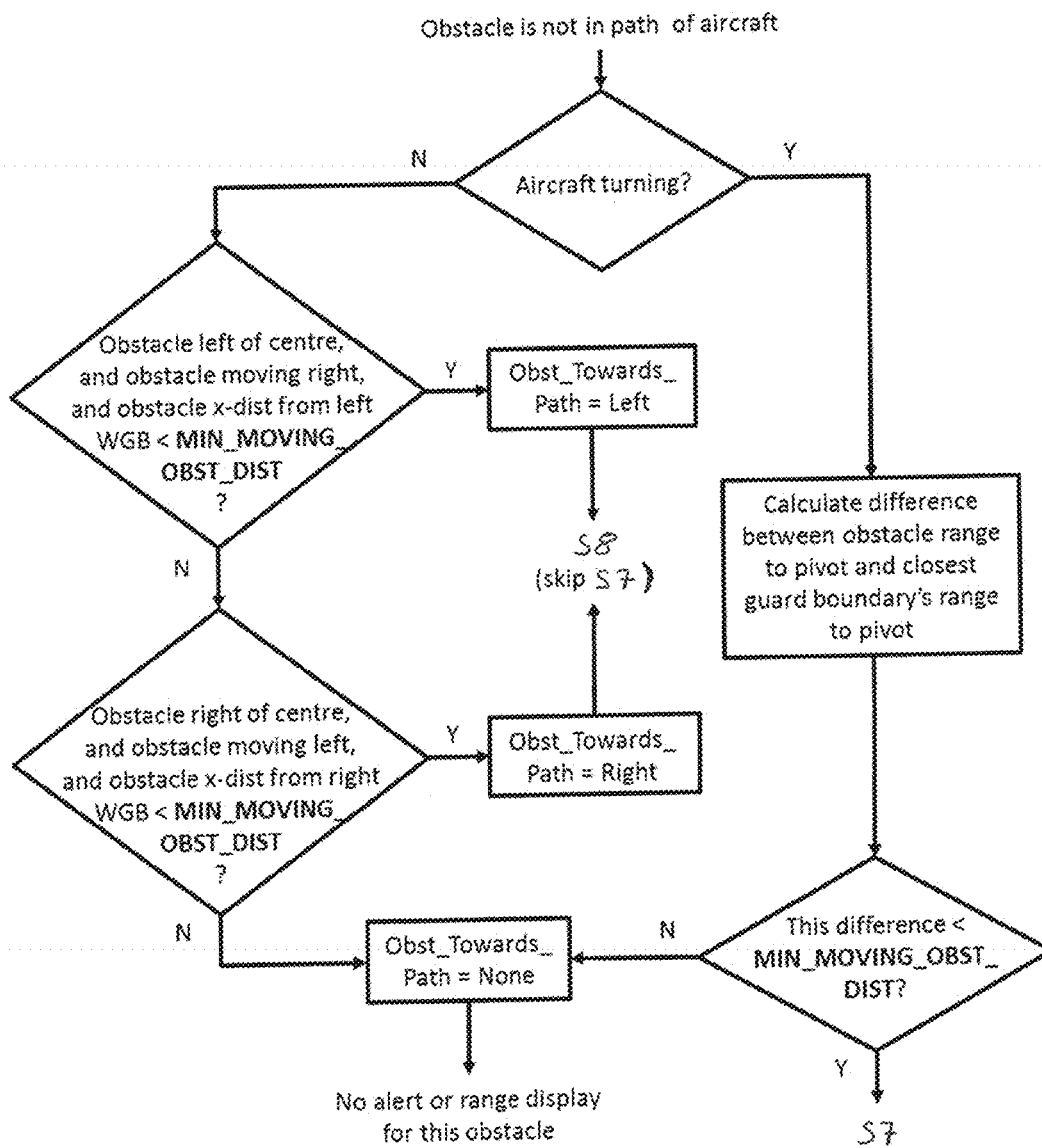 Obstacle is not in path of aircraft
N
Y
Aircraft turning?
Obstacle left of centre,
and obstacle moving right,
and obstacle x-dist from left
WGB < MIN_MOVING_
OBST_DIST
?
Y
Obst_Towards_
Path = Left
N
S8
(skip S7)
Calculate difference
between obstacle range
to pivot and closest
guard boundary's range
to pivot
Obstacle right of centre,
and obstacle moving left,
and obstacle x-dist from right
WGB < MIN_MOVING_
OBST_DIST
?
Y
Obst_Towards_
Path = Right
N
Obst_Towards_
Path = None
N
This difference <
MIN_MOVING_OBST_
DIST?
Y
No alert or range display
for this obstacle
S7